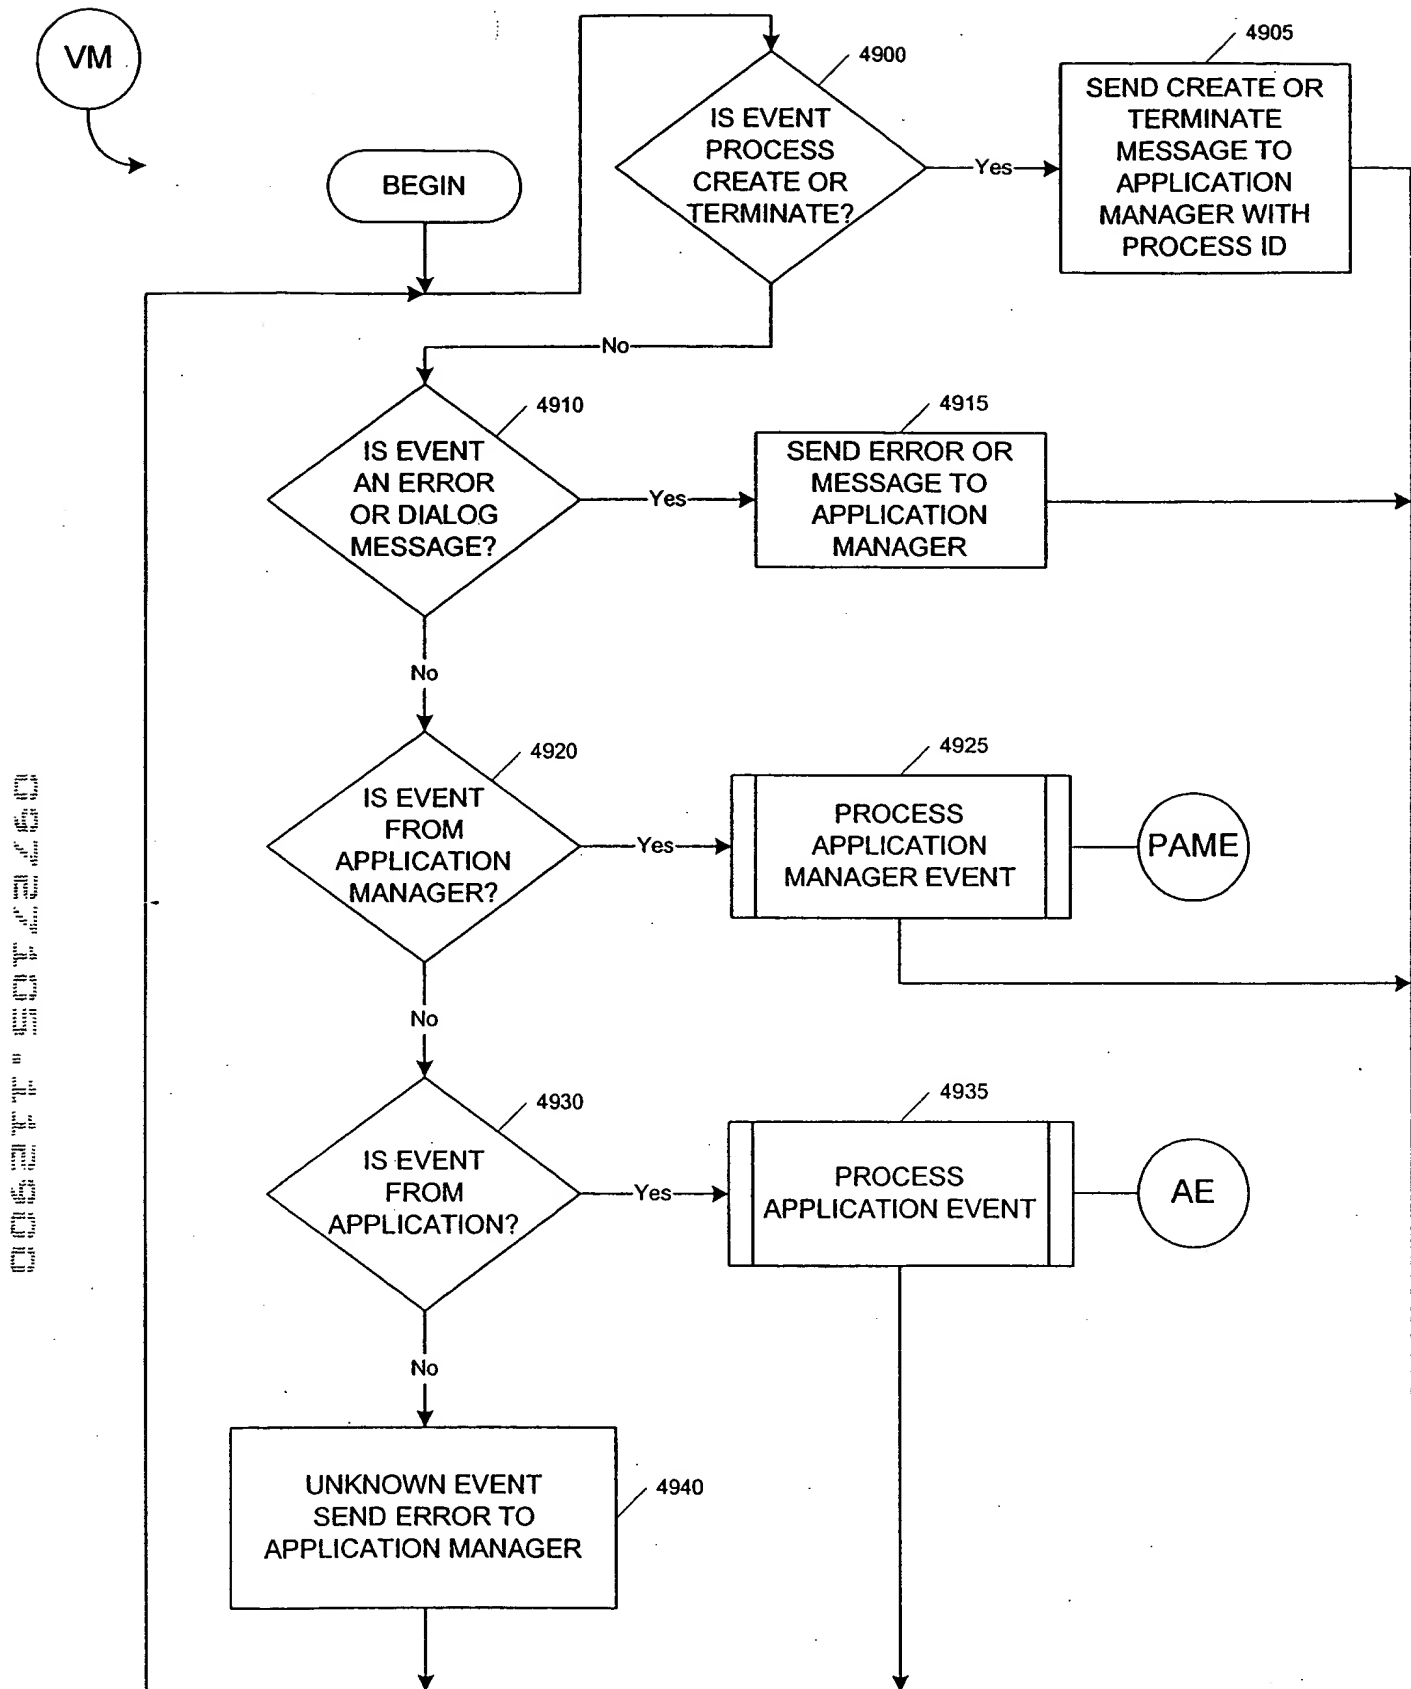 VM
BEGIN
4900
IS EVENT
PROCESS
CREATE OR
TERMINATE?
Yes
4905
SEND CREATE OR
TERMINATE
MESSAGE TO
APPLICATION
MANAGER WITH
PROCESS ID
No
4910
IS EVENT
AN ERROR
OR DIALOG
MESSAGE?
Yes
4915
SEND ERROR OR
MESSAGE TO
APPLICATION
MANAGER
No
4920
IS EVENT
FROM
APPLICATION
MANAGER?
Yes
4925
PROCESS
APPLICATION
MANAGER EVENT
PAME
No
4930
IS EVENT
FROM
APPLICATION?
Yes
4935
PROCESS
APPLICATION EVENT
AE
No
4940
UNKNOWN EVENT
SEND ERROR TO
APPLICATION MANAGER
09727105.112900